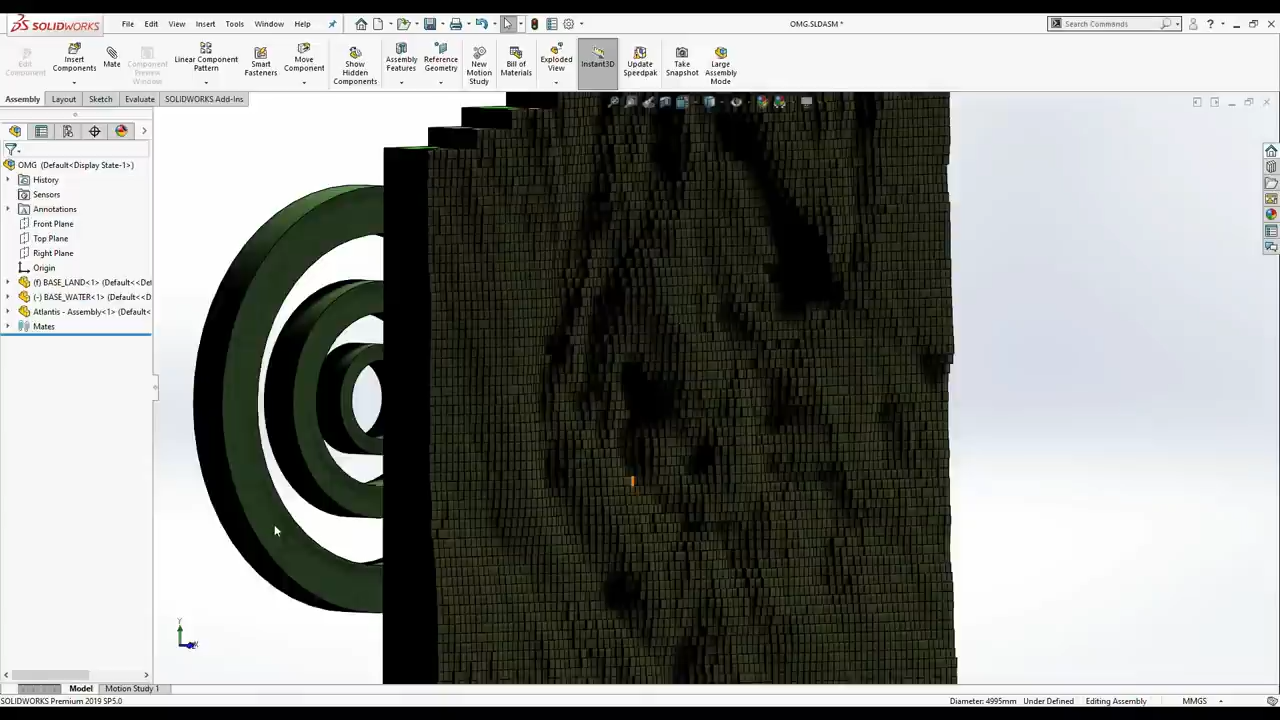 SOLIDWORKS File Edit View Insert Tools Window Help OMG.SLDASM * Search Commands
Edit Component
Insert Components
Mate
Component Preview Window
Linear Component Pattern
Smart Fasteners
Move Component
Show Hidden Components
Assembly Features
Reference Geometry
New Motion Study
Bill of Materials
Exploded View
Instant3D
Update Speedpak
Take Snapshot
Large Assembly Mode
Assembly Layout Sketch Evaluate SOLIDWORKS Add-Ins
OMG (Default<Display State-1>)
History
Sensors
Annotations
Front Plane
Top Plane
Right Plane
Origin
(f) BASE_LAND<1> (Default<<Def
(-) BASE_WATER<1> (Default<<D
Atlantis - Assembly<1> (Default<
Mates
Y
Model Motion Study 1
SOLIDWORKS Premium 2019 SP5.0 Diameter: 4995mm Under Defined Editing Assembly MMGS